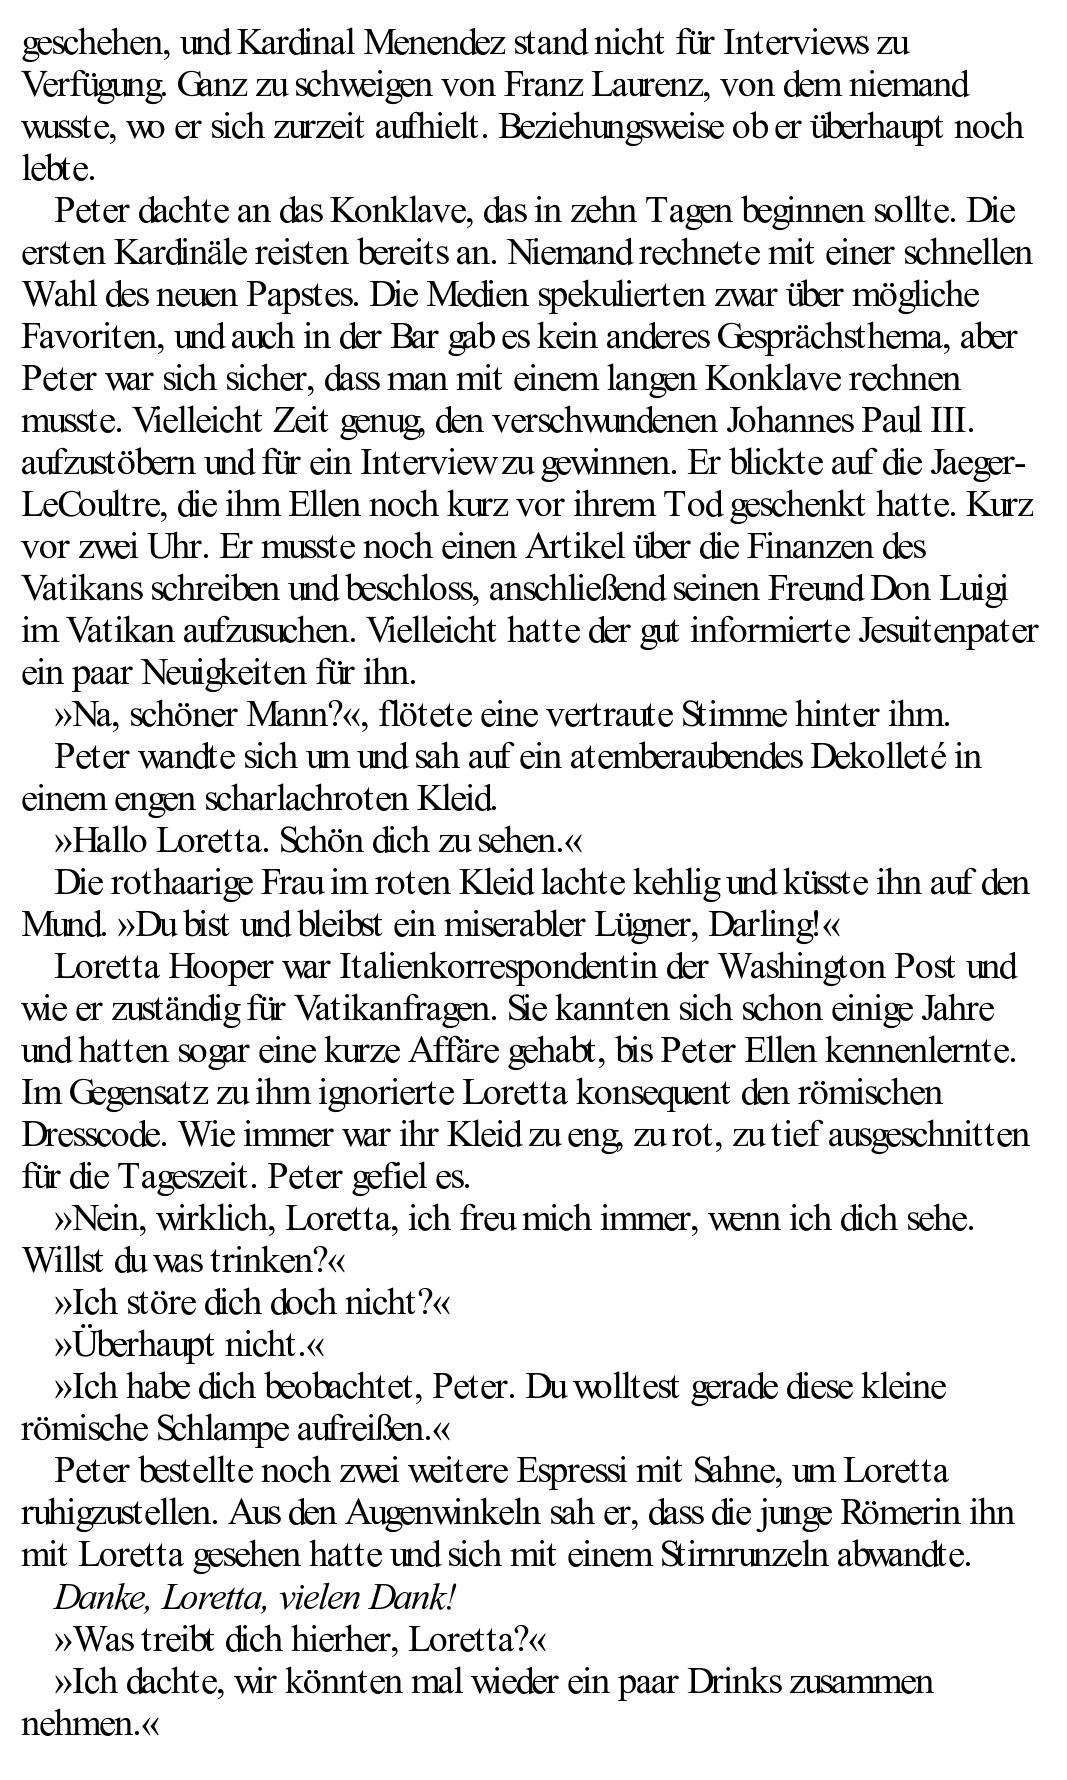 geschehen, und Kardinal Menendez stand nicht für Interviews zu
Verfügung. Ganz zu schweigen von Franz Laurenz, von dem niemand
wusste, wo er sich zurzeit aufhielt. Beziehungsweise ob er überhaupt noch
lebte.
Peter dachte an das Konklave, das in zehn Tagen beginnen sollte. Die
ersten Kardinäle reisten bereits an. Niemand rechnete mit einer schnellen
Wahl des neuen Papstes. Die Medien spekulierten zwar über mögliche
Favoriten, und auch in der Bar gab es kein anderes Gesprächsthema, aber
Peter war sich sicher, dass man mit einem langen Konklave rechnen
musste. Vielleicht Zeit genug, den verschwundenen Johannes Paul III.
aufzustöbern und für ein Interview zu gewinnen. Er blickte auf die Jaeger-
LeCoultre, die ihm Ellen noch kurz vor ihrem Tod geschenkt hatte. Kurz
vor zwei Uhr. Er musste noch einen Artikel über die Finanzen des
Vatikans schreiben und beschloss, anschließend seinen Freund Don Luigi
im Vatikan aufzusuchen. Vielleicht hatte der gut informierte Jesuitenpater
ein paar Neuigkeiten für ihn.
»Na, schöner Mann?«, flötete eine vertraute Stimme hinter ihm.
Peter wandte sich um und sah auf ein atemberaubendes Dekolleté in
einem engen scharlachroten Kleid.
»Hallo Loretta. Schön dich zu sehen.«
Die rothaarige Frau im roten Kleid lachte kehlig und küsste ihn auf den
Mund. »Du bist und bleibst ein miserabler Lügner, Darling!«
Loretta Hooper war Italienkorrespondentin der Washington Post und
wie er zuständig für Vatikanfragen. Sie kannten sich schon einige Jahre
und hatten sogar eine kurze Affäre gehabt, bis Peter Ellen kennenlernte.
Im Gegensatz zu ihm ignorierte Loretta konsequent den römischen
Dresscode. Wie immer war ihr Kleid zu eng, zu rot, zu tief ausgeschnitten
für die Tageszeit. Peter gefiel es.
»Nein, wirklich, Loretta, ich freu mich immer, wenn ich dich sehe.
Willst du was trinken?«
»Ich störe dich doch nicht?«
»Überhaupt nicht.«
»Ich habe dich beobachtet, Peter. Du wolltest gerade diese kleine
römische Schlampe aufreißen.«
Peter bestellte noch zwei weitere Espressi mit Sahne, um Loretta
ruhigzustellen. Aus den Augenwinkeln sah er, dass die junge Römerin ihn
mit Loretta gesehen hatte und sich mit einem Stirnrunzeln abwandte.
Danke, Loretta, vielen Dank!
»Was treibt dich hierher, Loretta?«
»Ich dachte, wir könnten mal wieder ein paar Drinks zusammen
nehmen.«